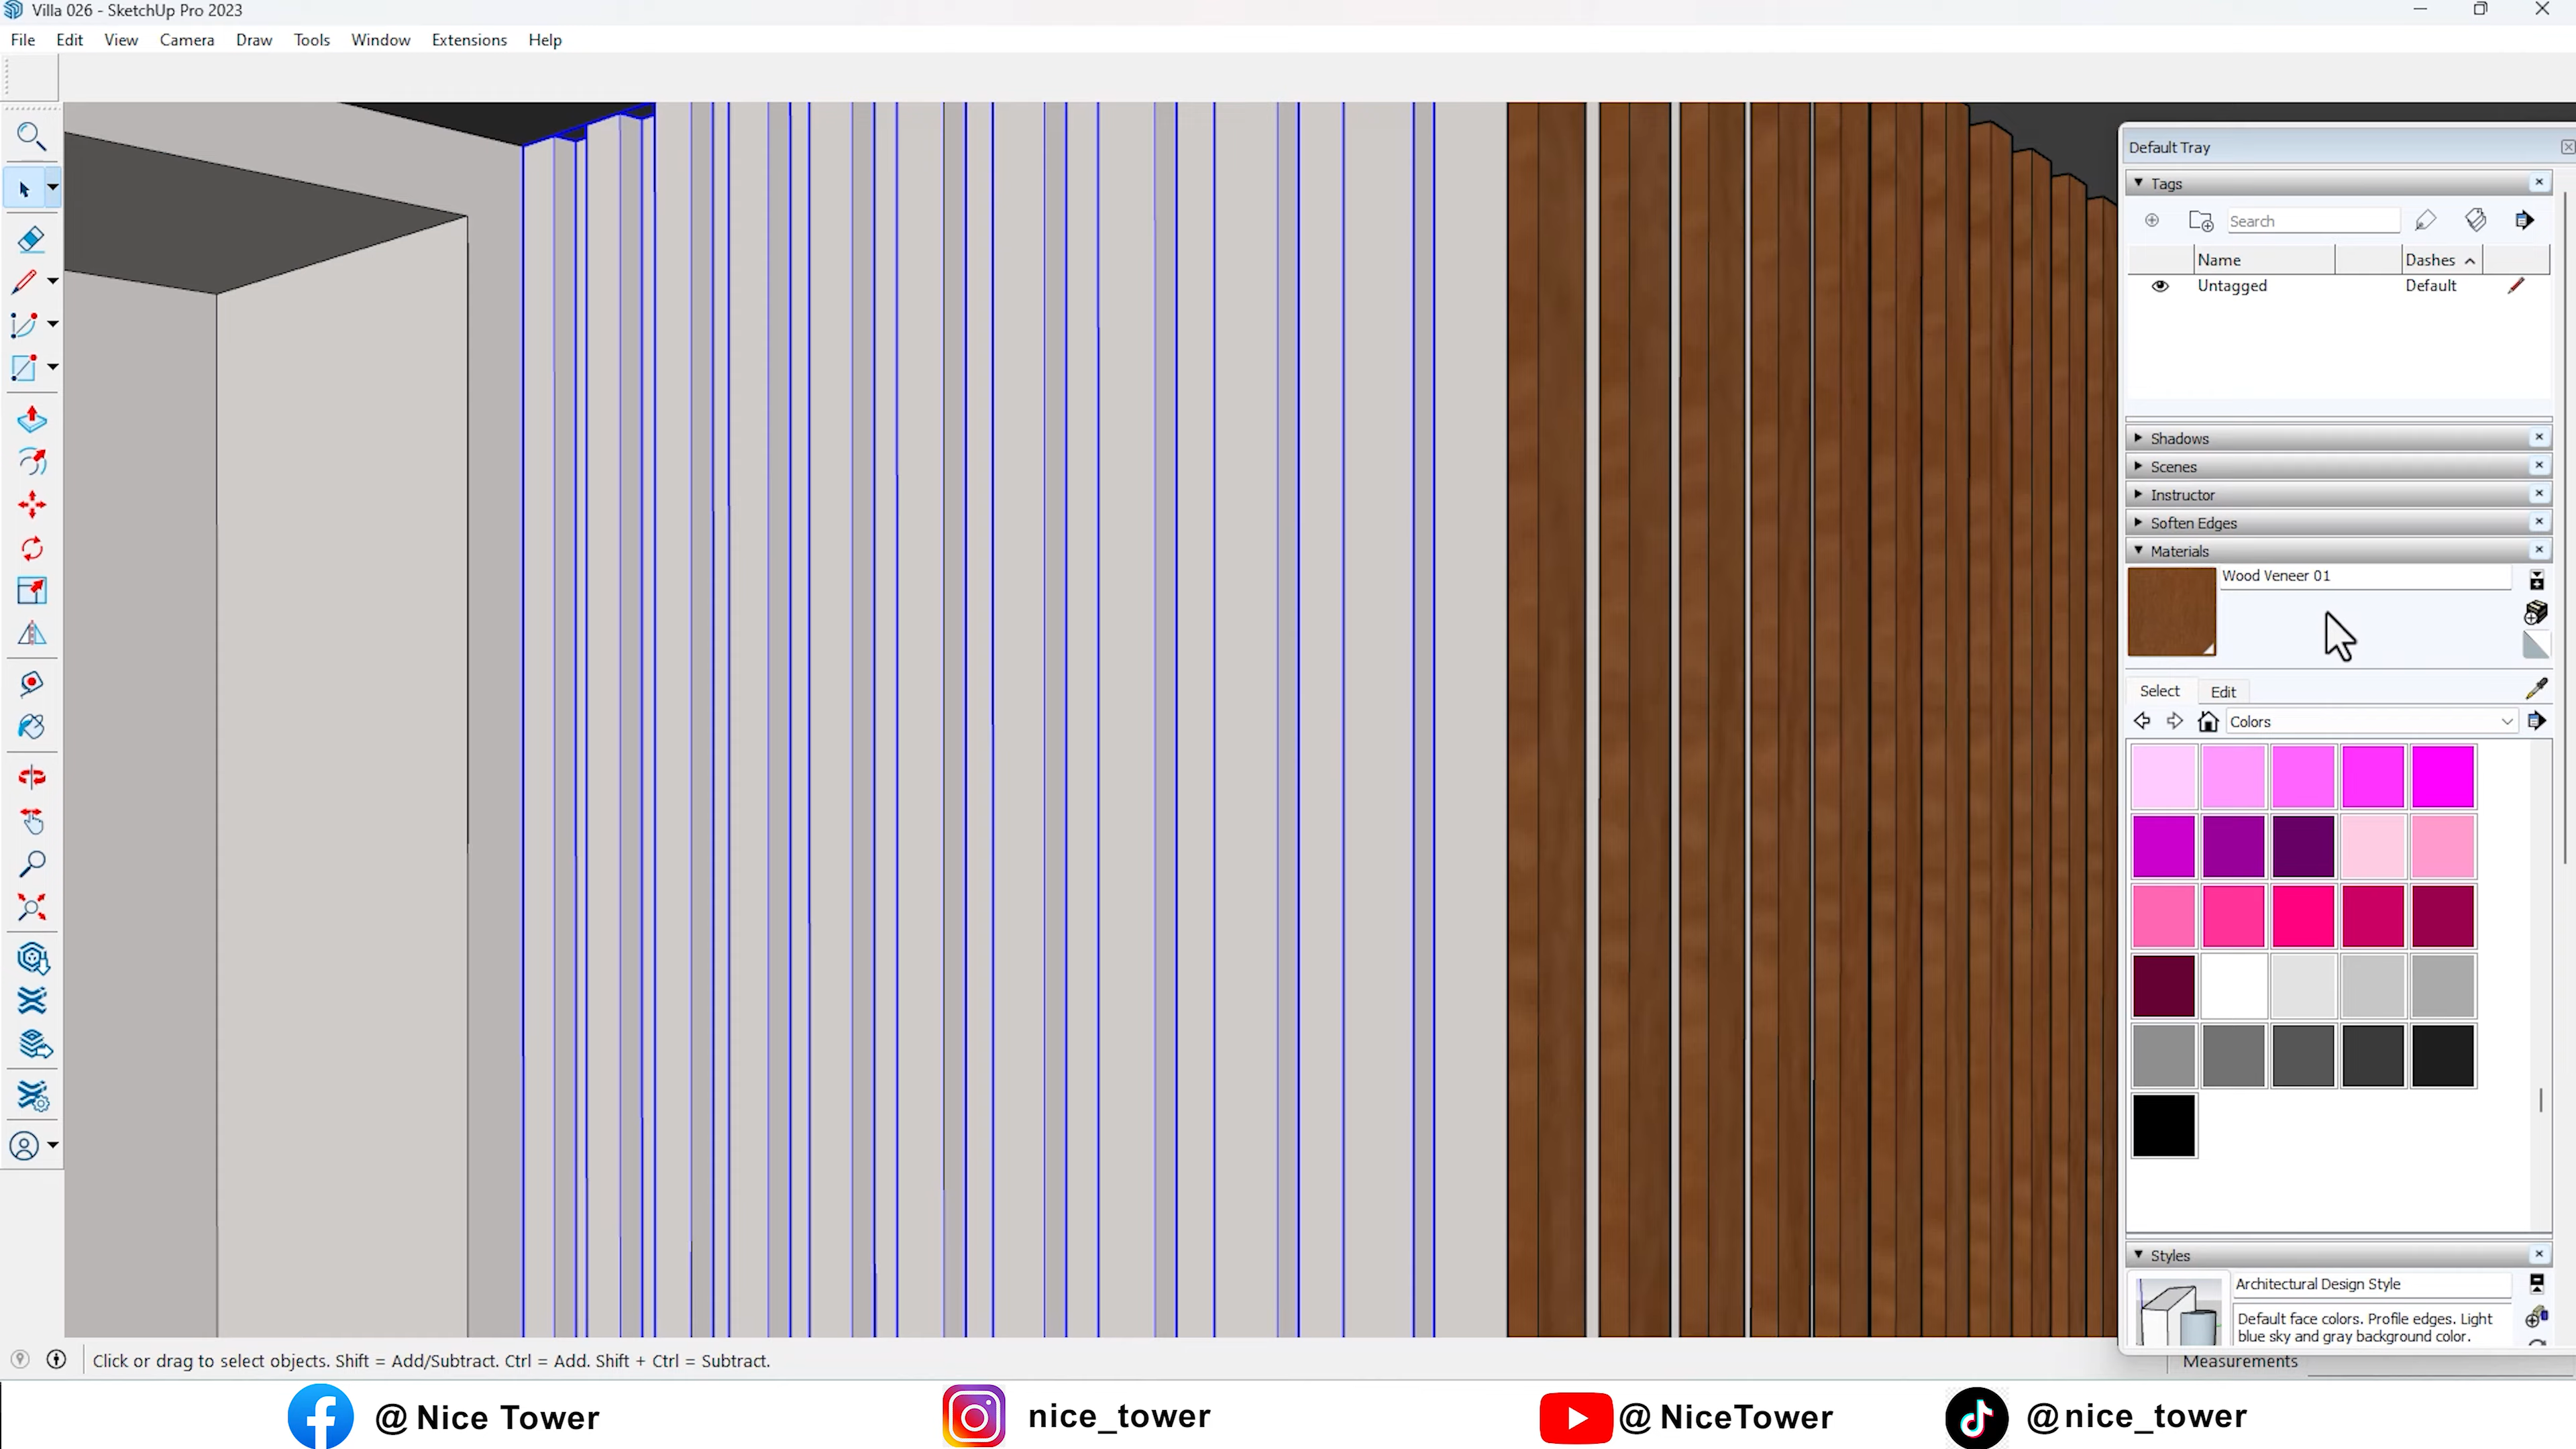 Villa 026 - SketchUp Pro 2023
File Edit View Camera Draw Tools Window Extensions Help
Default Tray
Tags
Search
Name Dashes
Untagged Default
Shadows
Scenes
Instructor
Soften Edges
Materials
Wood Veneer 01
Select Edit
Colors
Styles
Architectural Design Style
Default face colors. Profile edges. Light
blue sky and gray background color.
Click or drag to select objects. Shift = Add/Subtract. Ctrl = Add. Shift + Ctrl = Subtract.
Measurements
@ Nice Tower nice_tower @ NiceTower @nice_tower